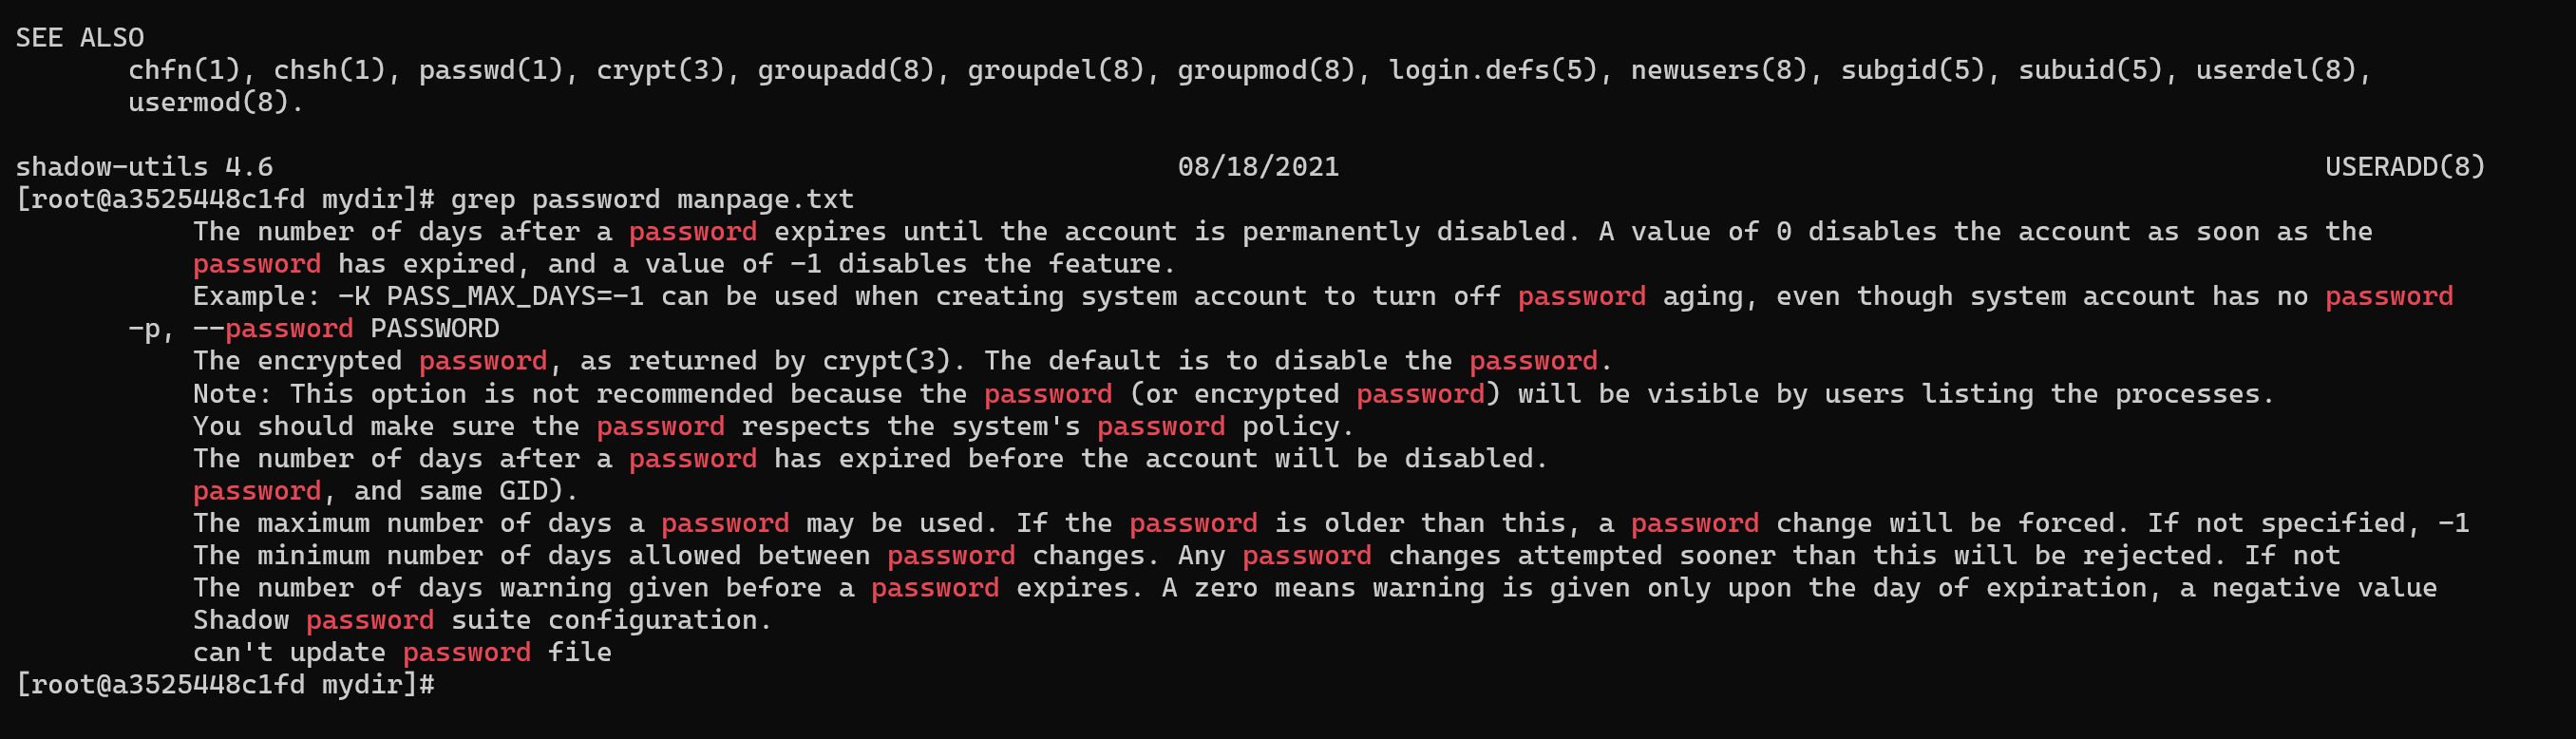 SEE ALSO
chfn(1), chsh(1), passwd(1), crypt(3), groupadd(8), groupdel(8), groupmod(8), login.defs(5), newusers(8), subgid(5), subuid(5), userdel(8),
usermod(8).
shadow-utils 4.6 08/18/2021 USERADD(8)
[root@a3525448c1fd mydir]# grep password manpage.txt
The number of days after a password expires until the account is permanently disabled. A value of 0 disables the account as soon as the
password has expired, and a value of -1 disables the feature.
Example: -K PASS_MAX_DAYS=-1 can be used when creating system account to turn off password aging, even though system account has no password
-p, --password PASSWORD
The encrypted password, as returned by crypt(3). The default is to disable the password.
Note: This option is not recommended because the password (or encrypted password) will be visible by users listing the processes.
You should make sure the password respects the system's password policy.
The number of days after a password has expired before the account will be disabled.
password, and same GID).
The maximum number of days a password may be used. If the password is older than this, a password change will be forced. If not specified, -1
The minimum number of days allowed between password changes. Any password changes attempted sooner than this will be rejected. If not
The number of days warning given before a password expires. A zero means warning is given only upon the day of expiration, a negative value
Shadow password suite configuration.
can't update password file
[root@a3525448c1fd mydir]#